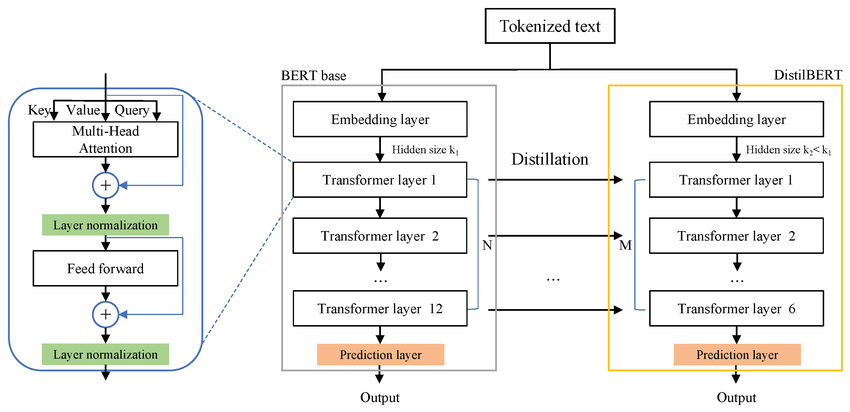 Tokenized text
BERT base
DistilBERT
Key Value Query
Multi-Head
Attention
+
Layer normalization
Feed forward
+
Layer normalization
Embedding layer
Hidden size k₁
Transformer layer 1
Transformer layer 2
...
Transformer layer 12
N
Prediction layer
Output
Distillation
...
Embedding layer
Hidden size k₂< k₁
Transformer layer 1
Transformer layer 2
...
Transformer layer 6
M
Prediction layer
Output